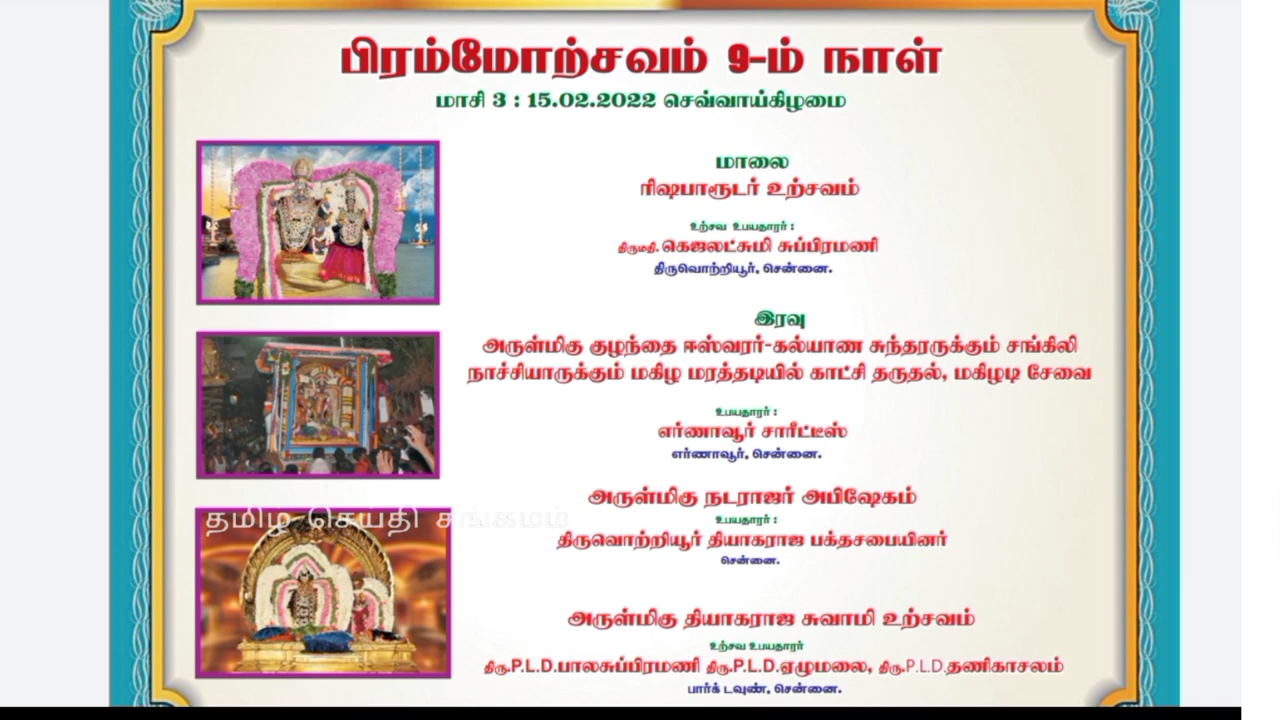 பிரம்மோற்சவம் 9-ம் நாள்
மாசி 3 : 15.02.2022 செவ்வாய்கிழமை
மாலை
ரிஷபாரூடர் உற்சவம்
உற்சவ உபயதாரர் :
திருமதி. கெஜலட்சுமி சுப்பிரமணி
திருவொற்றியூர், சென்னை.
இரவு
அருள்மிகு குழந்தை ஈஸ்வரர்-கல்யாண சுந்தரருக்கும் சங்கிலி
நாச்சியாருக்கும் மகிழ மரத்தடியில் காட்சி தருதல், மகிழடி சேவை
உபயதாரர் :
எர்ணாவூர் சாரீட்டீஸ்
எர்ணாவூர், சென்னை.
அருள்மிகு நடராஜர் அபிஷேகம்
உபயதாரர் :
திருவொற்றியூர் தியாகராஜ பக்தசபையினர்
சென்னை.
தமிழ் செய்தி சங்கமம்
அருள்மிகு தியாகராஜ சுவாமி உற்சவம்
உற்சவ உபயதாரர்
திரு.P.L.D.பாலசுப்பிரமணி திரு.P.L.D.ஏழுமலை, திரு.P.L.D.தணிகாசலம்
பார்க் டவுண், சென்னை.